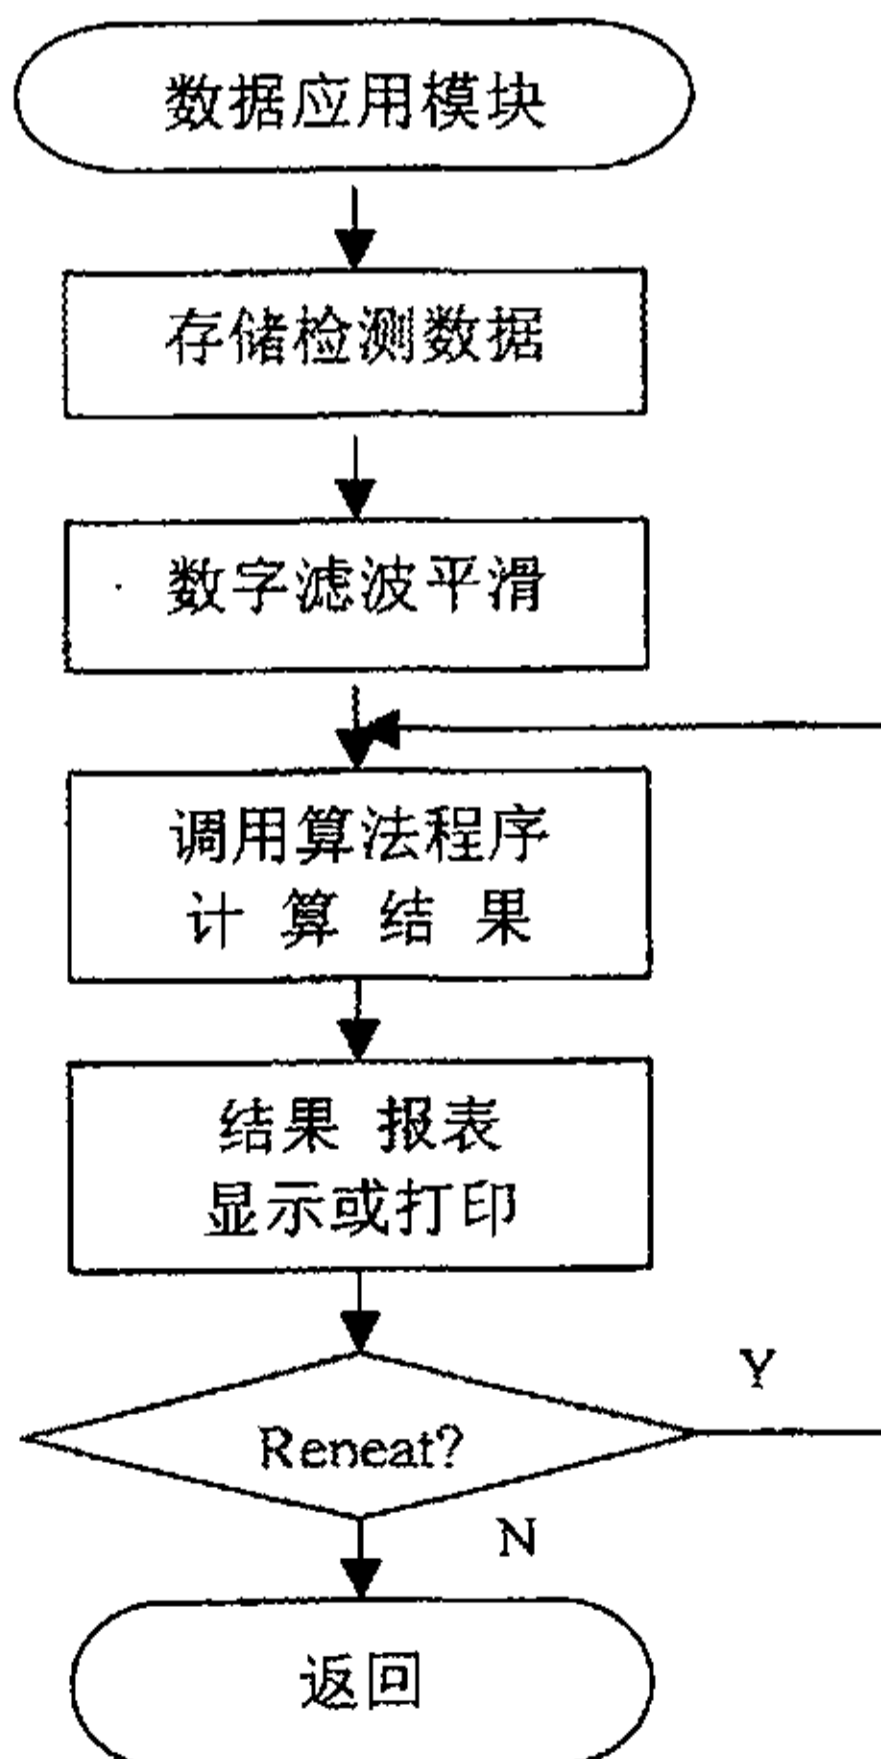 数据应用模块
存储检测数据
数字滤波平滑
调用算法程序
计 算 结 果
结果 报表
显示或打印
Y
Reneat?
N
返回